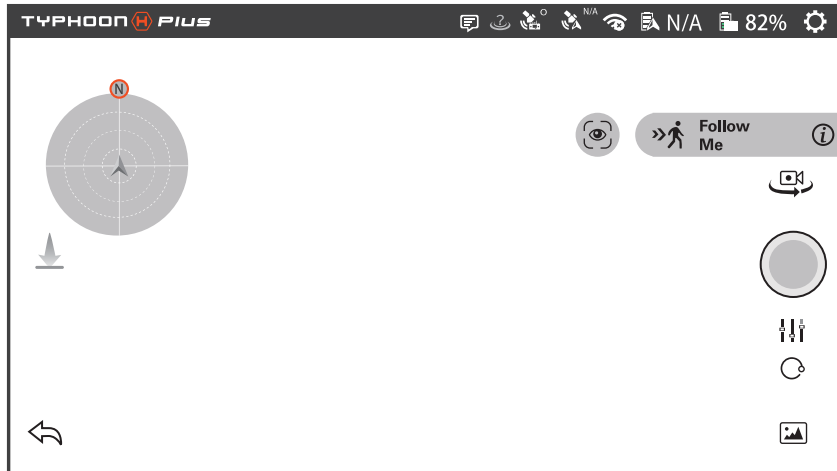 TYPHOON H Plus
? O N/A N/A 82%
N
Follow
Me
i